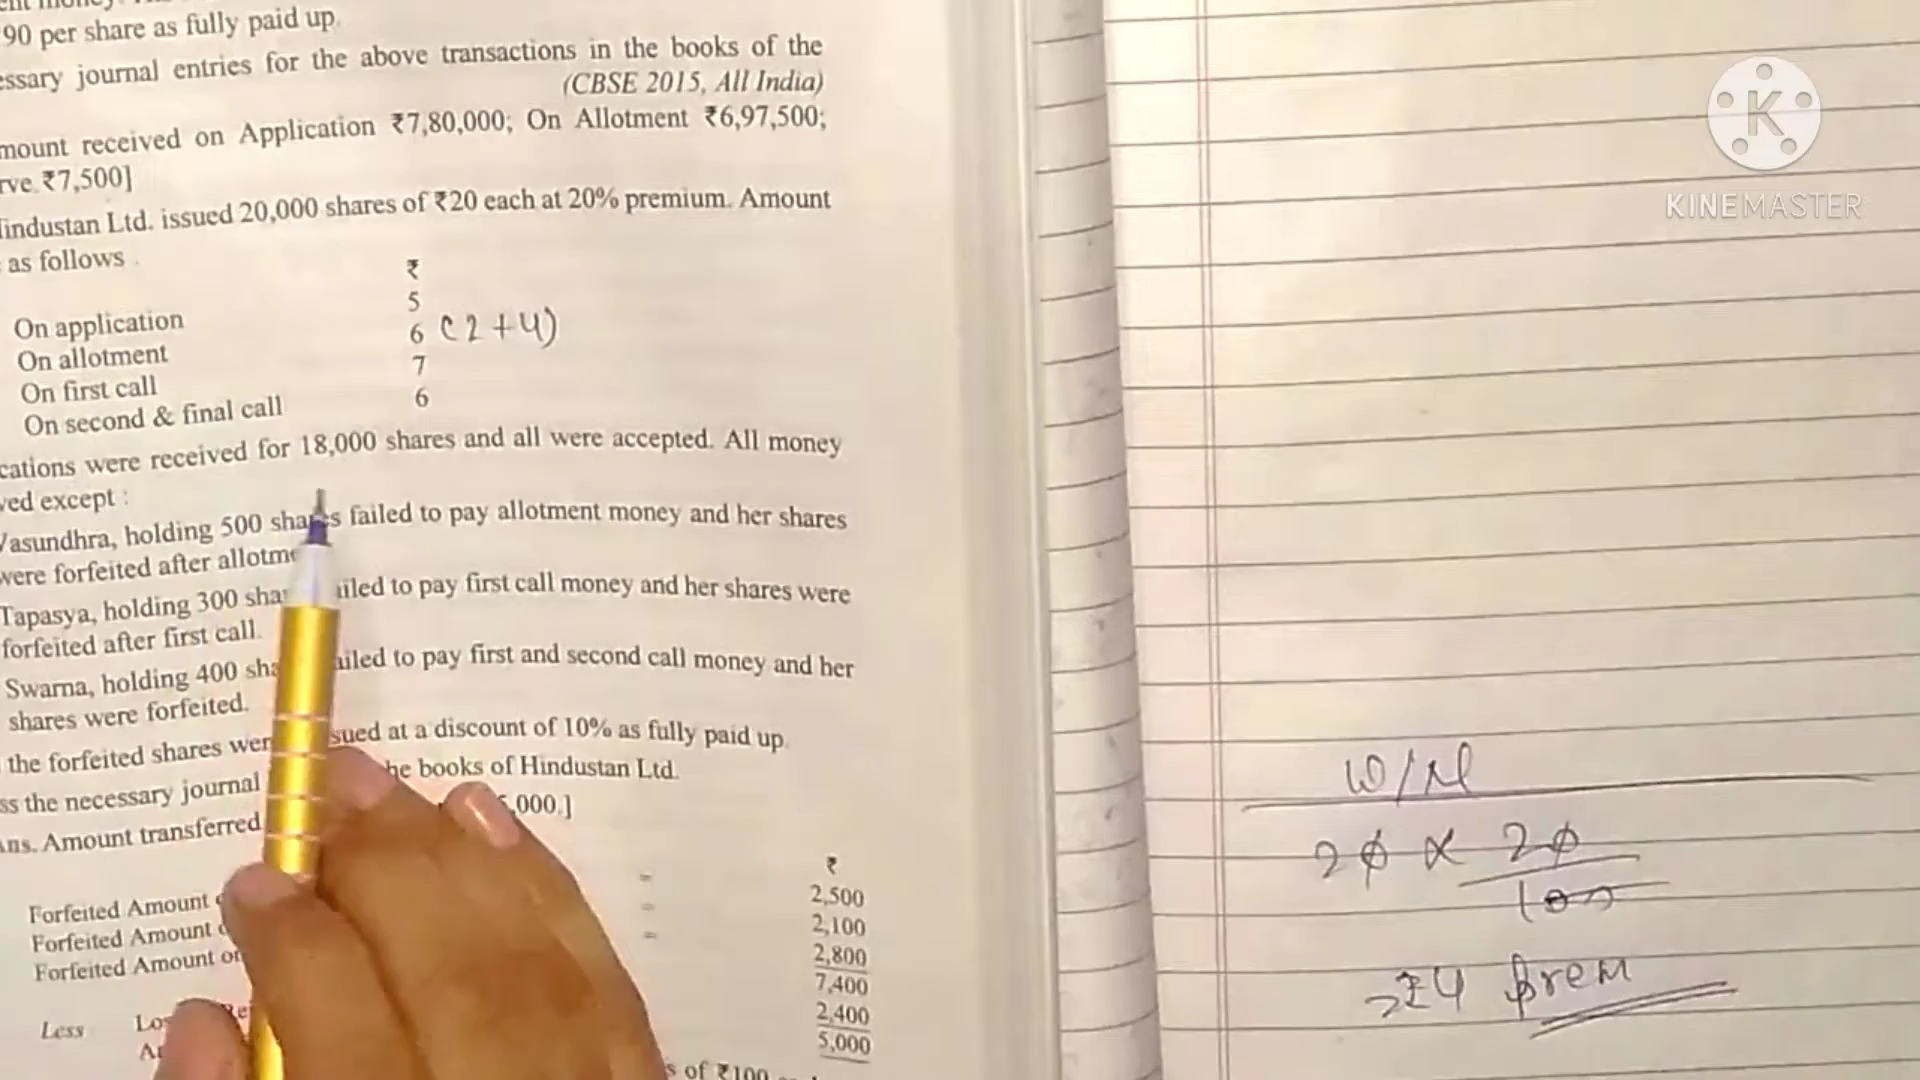 90 per share as fully paid up.
essary journal entries for the above transactions in the books of the
(CBSE 2015, All India)
mount received on Application ₹7,80,000; On Allotment ₹6,97,500;
rve ₹7,500]
Hindustan Ltd. issued 20,000 shares of ₹20 each at 20% premium. Amount
as follows
₹
On application 5
On allotment 6 (2+4)
On first call 7
On second & final call 6
cations were received for 18,000 shares and all were accepted. All money
ved except :
Vasundhra, holding 500 shares failed to pay allotment money and her shares
were forfeited after allotme
Tapasya, holding 300 shar ailed to pay first call money and her shares were
forfeited after first call.
Swarna, holding 400 sha ailed to pay first and second call money and her
shares were forfeited.
the forfeited shares wer sued at a discount of 10% as fully paid up.
ss the necessary journal he books of Hindustan Ltd.
Ans. Amount transferred 5,000.]
₹
Forfeited Amount = 2,500
Forfeited Amount = 2,100
Forfeited Amount on = 2,800
7,400
Less Los Re 2,400
5,000
s of ₹100
KINEMASTER
W/N
20 × 20
100
₹4 prem